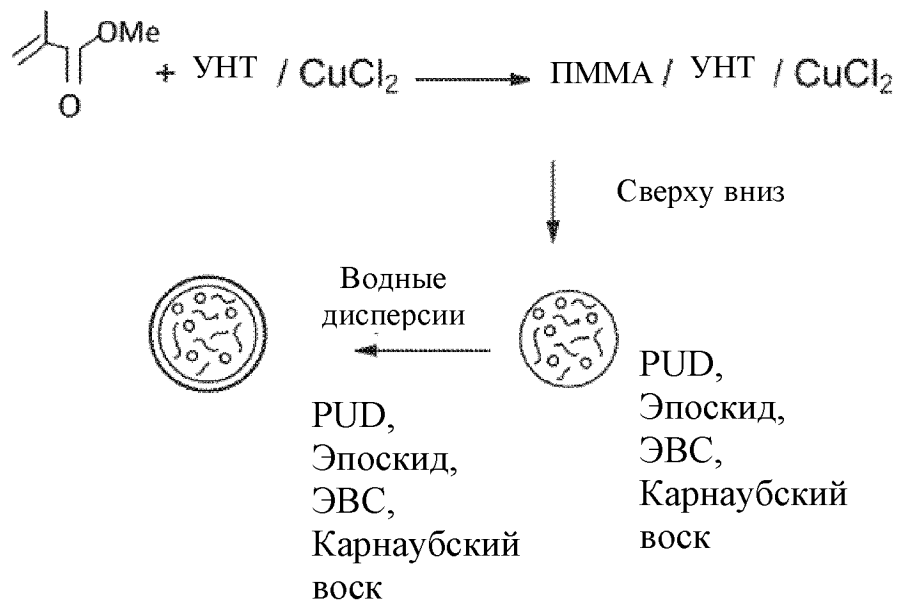 OMe
O
+ УНТ / CuCl₂ ПММА / УНТ / CuCl₂
Сверху вниз
Водные
дисперсии
PUD,
Эпоскид,
ЭВС,
Карнаубский
воск
PUD,
Эпоскид,
ЭВС,
Карнаубский
воск